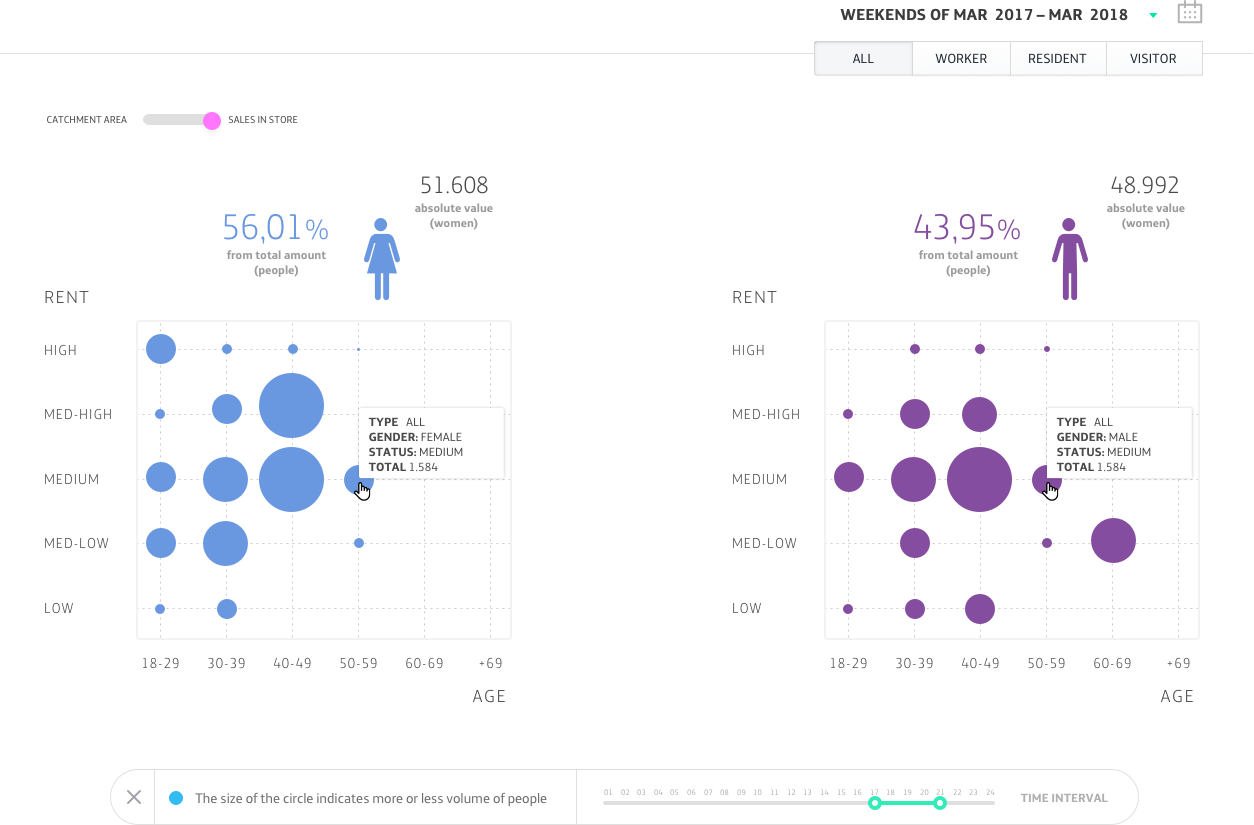 WEEKENDS OF MAR 2017 – MAR 2018
ALL WORKER RESIDENT VISITOR
CATCHMENT AREA SALES IN STORE
51.608
absolute value
(women)
56,01%
from total amount
(people)
RENT
HIGH
MED-HIGH
MEDIUM
MED-LOW
LOW
TYPE ALL
GENDER: FEMALE
STATUS: MEDIUM
TOTAL 1.584
18-29 30-39 40-49 50-59 60-69 +69
AGE
48.992
absolute value
(women)
43,95%
from total amount
(people)
RENT
HIGH
MED-HIGH
MEDIUM
MED-LOW
LOW
TYPE ALL
GENDER: MALE
STATUS: MEDIUM
TOTAL 1.584
18-29 30-39 40-49 50-59 60-69 +69
AGE
The size of the circle indicates more or less volume of people
01 02 03 04 05 06 07 08 09 10 11 12 13 14 15 16 17 18 19 20 21 22 23 24
TIME INTERVAL